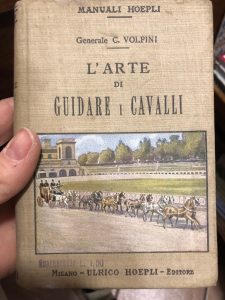 MANUALI HOEPLI
Generale C. VOLPINI
L'ARTE
DI
GUIDARE I CAVALLI
MILANO - ULRICO HOEPLI - EDITORE